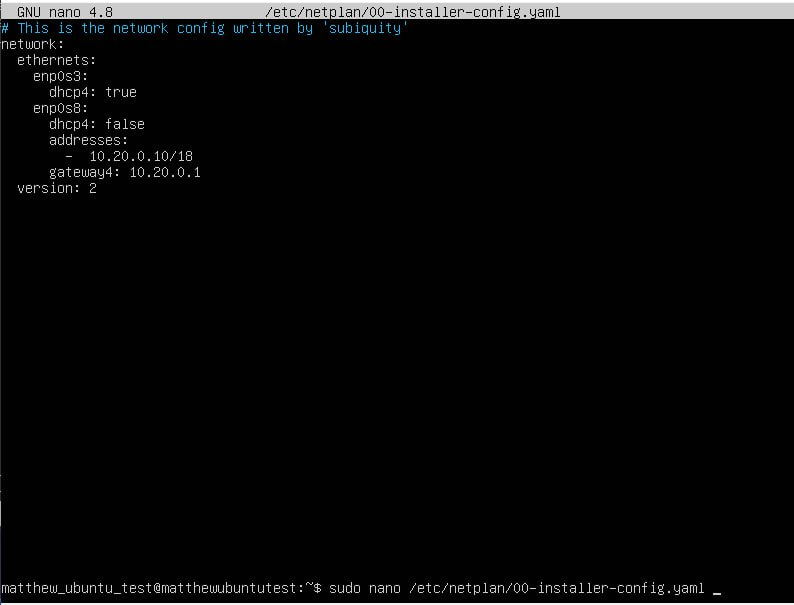 GNU nano 4.8 /etc/netplan/00-installer-config.yaml
# This is the network config written by 'subiquity'
network:
  ethernets:
    enp0s3:
      dhcp4: true
    enp0s8:
      dhcp4: false
      addresses:
        -  10.20.0.10/18
      gateway4: 10.20.0.1
  version: 2
matthew_ubuntu_test@matthewubuntutest:~$ sudo nano /etc/netplan/00-installer-config.yaml _